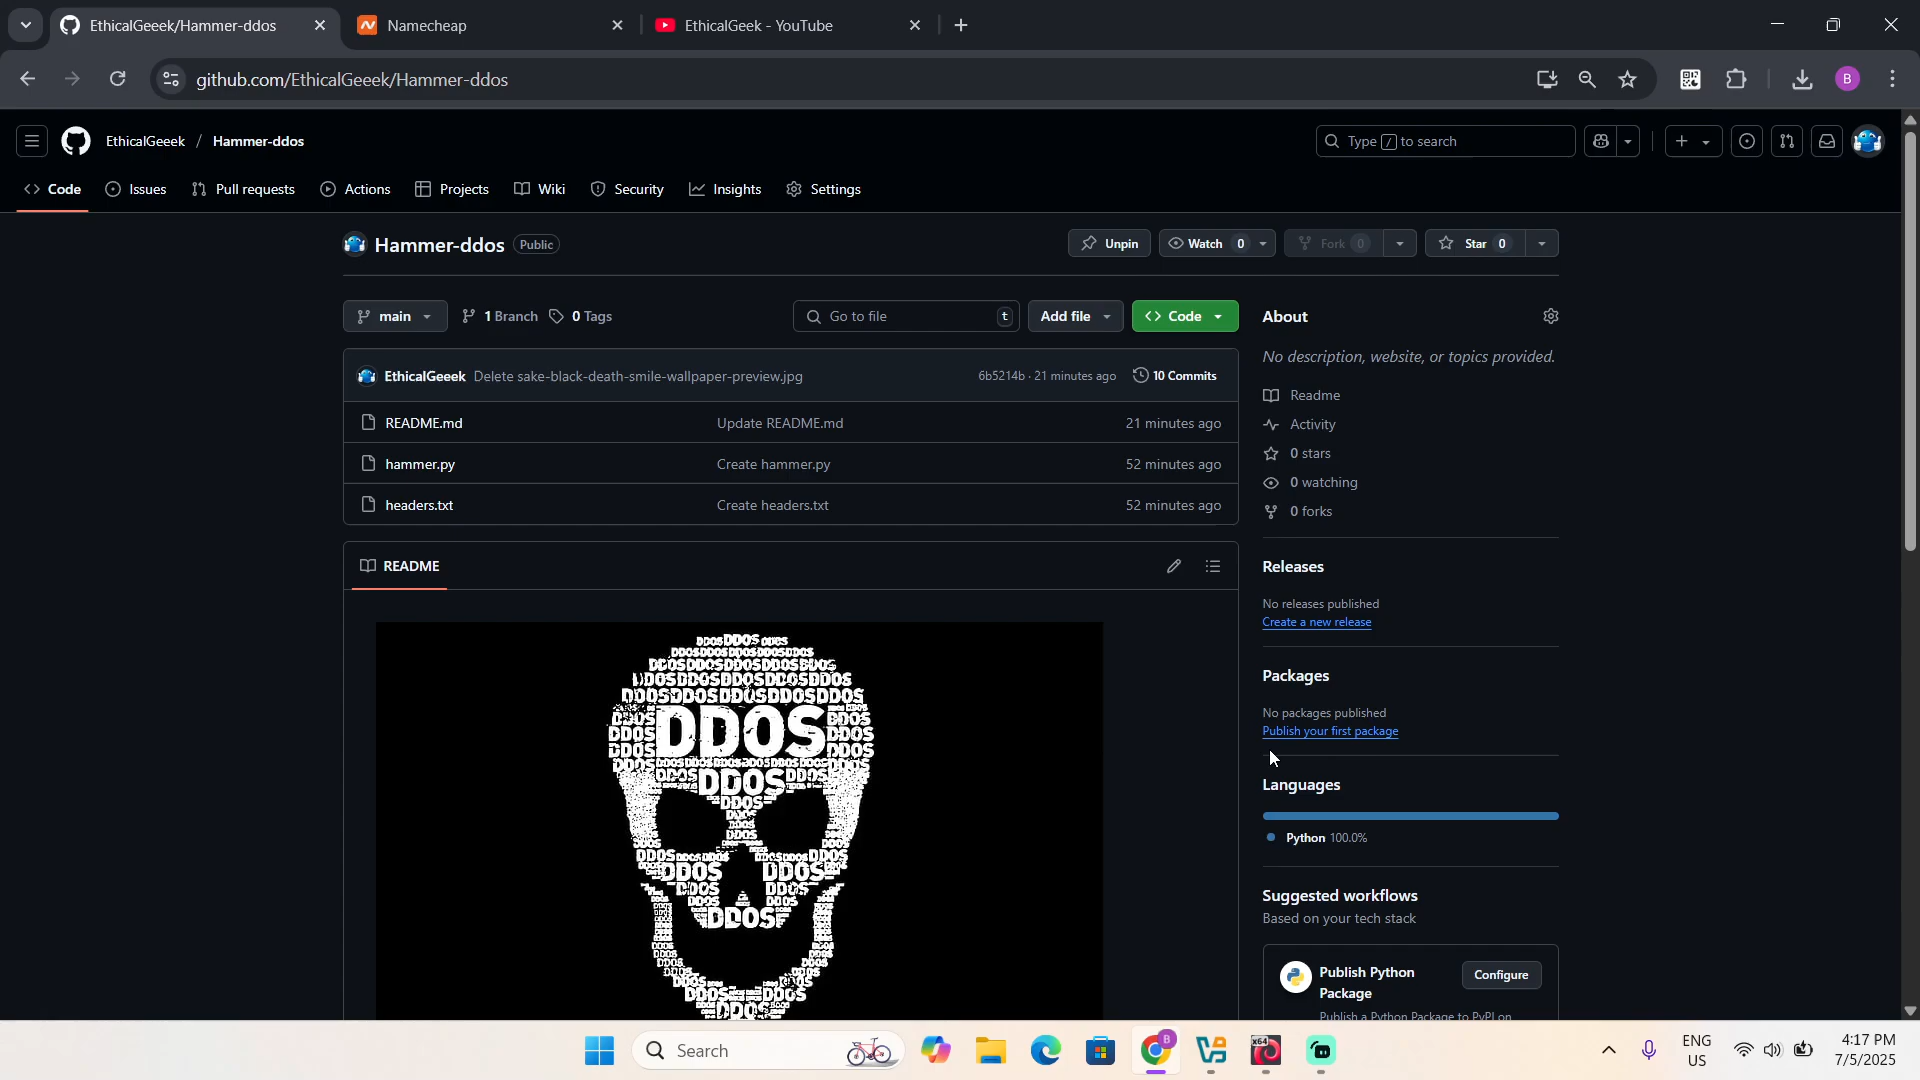 EthicalGeeek/Hammer-ddos
Namecheap
EthicalGeek - YouTube
github.com/EthicalGeeek/Hammer-ddos
B
EthicalGeeek / Hammer-ddos
Type / to search
Code
Issues
Pull requests
Actions
Projects
Wiki
Security
Insights
Settings
Hammer-ddos Public
Unpin
Watch 0
Fork 0
Star 0
main
1 Branch
0 Tags
Go to file t
Add file
Code
EthicalGeeek Delete sake-black-death-smile-wallpaper-preview.jpg 6b5214b · 21 minutes ago 10 Commits
README.md Update README.md 21 minutes ago
hammer.py Create hammer.py 52 minutes ago
headers.txt Create headers.txt 52 minutes ago
README
DDOS
DDOS
DDOS
About
No description, website, or topics provided.
Readme
Activity
0 stars
0 watching
0 forks
Releases
No releases published
Create a new release
Packages
No packages published
Publish your first package
Languages
Python 100.0%
Suggested workflows
Based on your tech stack
Publish Python
Package
Configure
Publish a Python Package to PyPI on
Search
ENG
US
4:17 PM
7/5/2025